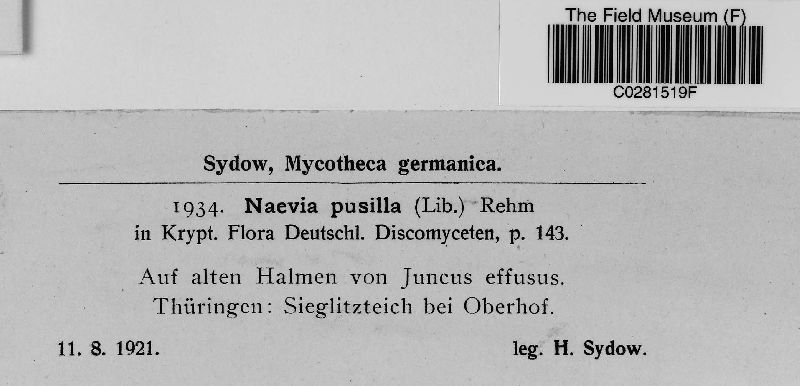 The Field Museum (F)
C0281519F
Sydow, Mycotheca germanica.
1934. Naevia pusilla (Lib.) Rehm
in Krypt. Flora Deutschl. Discomyceten, p. 143.
Auf alten Halmen von Juncus effusus.
Thüringen: Sieglitzteich bei Oberhof.
11. 8. 1921. leg. H. Sydow.